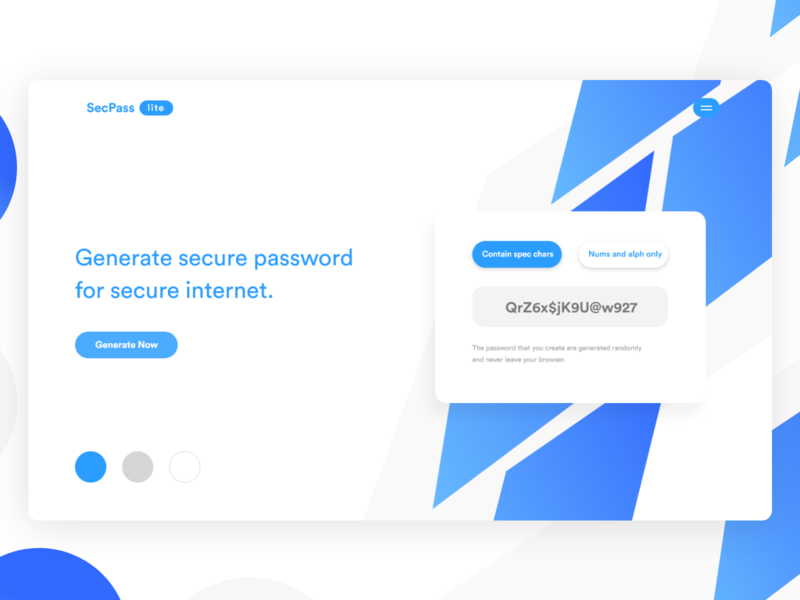 SecPass lite
Generate secure password
for secure internet.
Generate Now
Contain spec chars
Nums and alph only
QrZ6x$jK9U@w927
The password that you create are generated randomly
and never leave your browser.